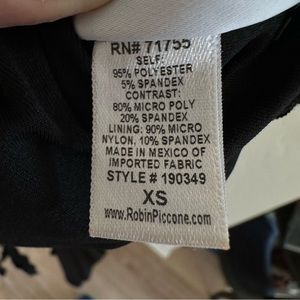 RN# 71755
SELF:
95% POLYESTER
5% SPANDEX
CONTRAST:
80% MICRO POLY
20% SPANDEX
LINING: 90% MICRO
NYLON, 10% SPANDEX
MADE IN MEXICO OF
IMPORTED FABRIC
STYLE # 190349
XS
www.RobinPiccone.com